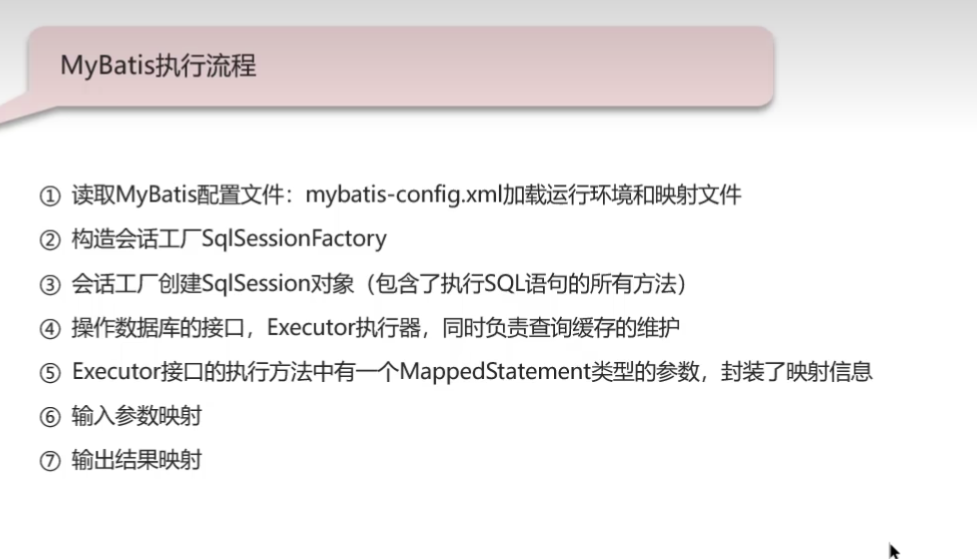 MyBatis执行流程
① 读取MyBatis配置文件：mybatis-config.xml加载运行环境和映射文件
② 构造会话工厂SqlSessionFactory
③ 会话工厂创建SqlSession对象（包含了执行SQL语句的所有方法）
④ 操作数据库的接口，Executor执行器，同时负责查询缓存的维护
⑤ Executor接口的执行方法中有一个MappedStatement类型的参数，封装了映射信息
⑥ 输入参数映射
⑦ 输出结果映射